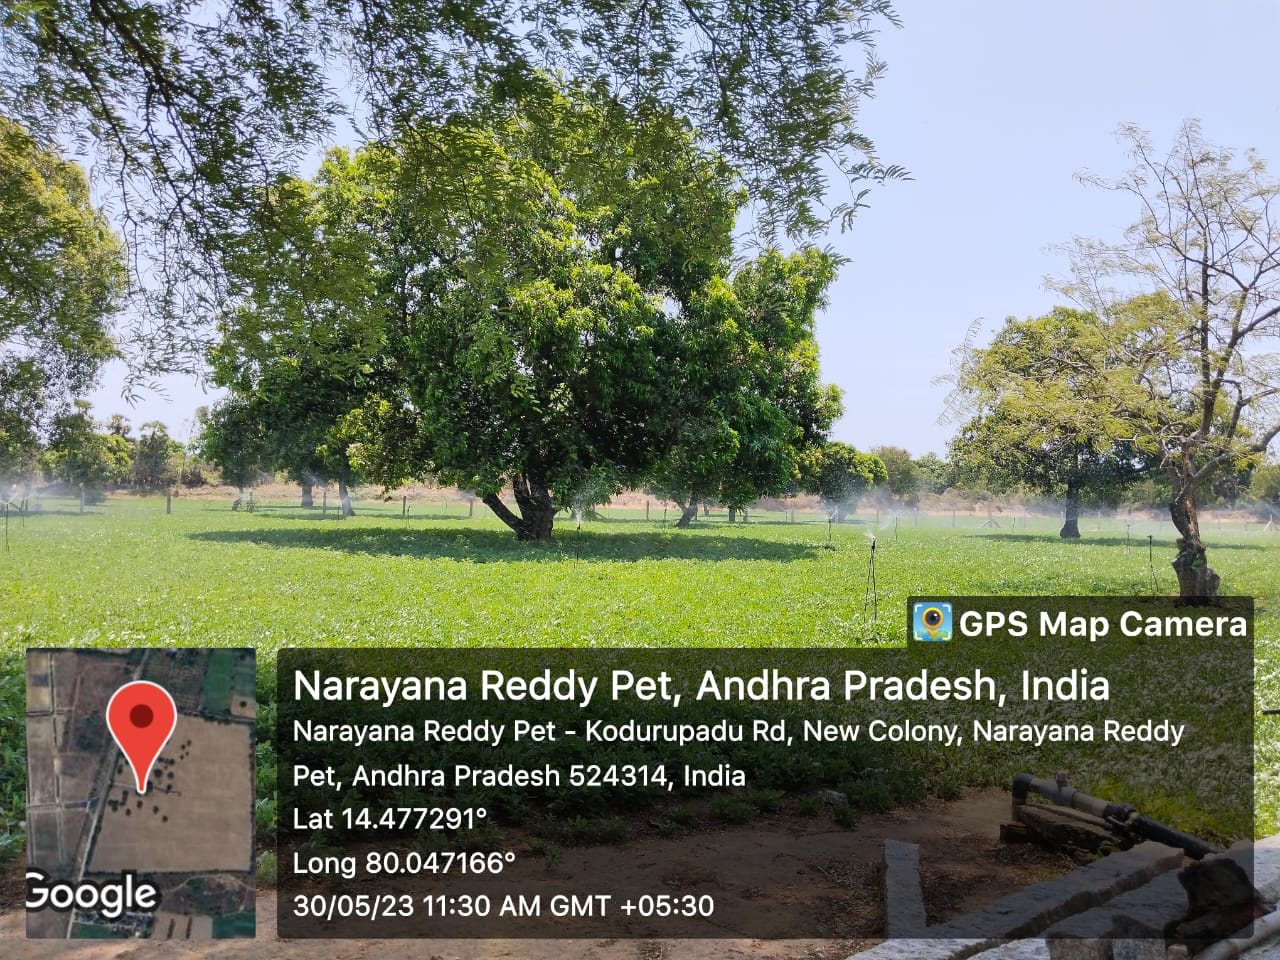 GPS Map Camera
Narayana Reddy Pet, Andhra Pradesh, India
Narayana Reddy Pet - Kodurupadu Rd, New Colony, Narayana Reddy
Pet, Andhra Pradesh 524314, India
Lat 14.477291°
Long 80.047166°
30/05/23 11:30 AM GMT +05:30
Google